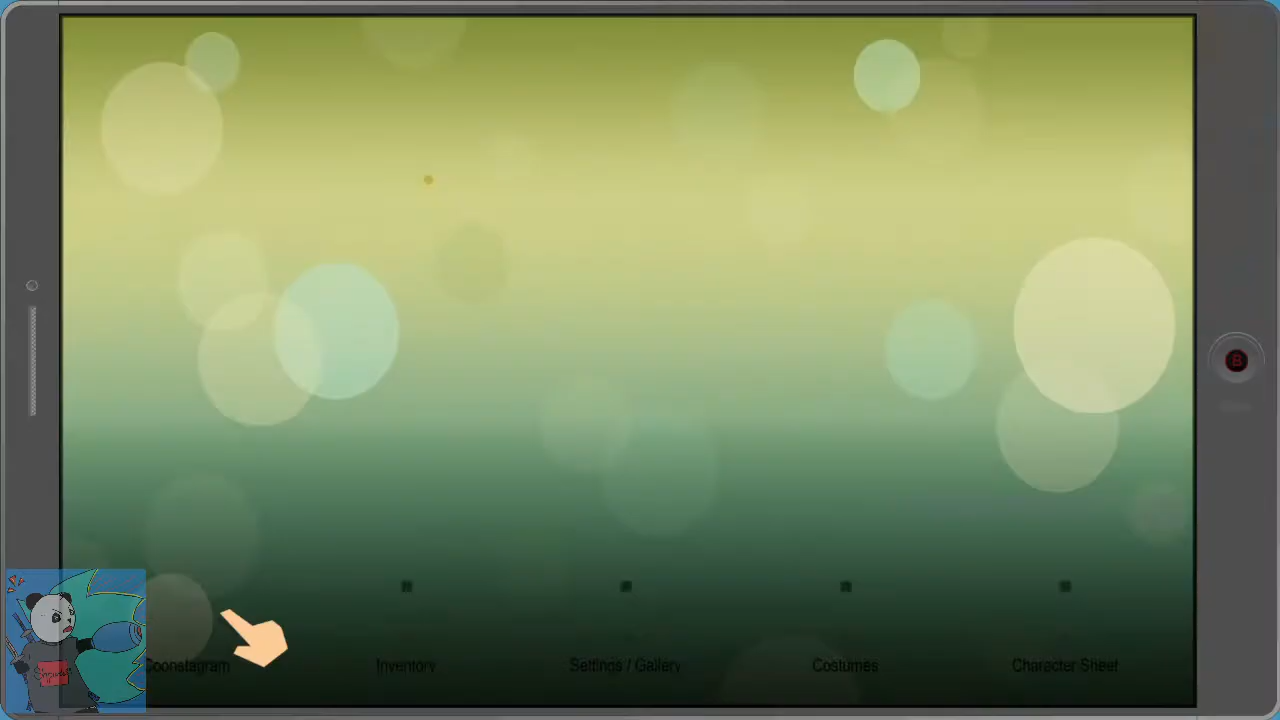 B
Coonstagram
Inventory
Settings / Gallery
Costumes
Character Sheet